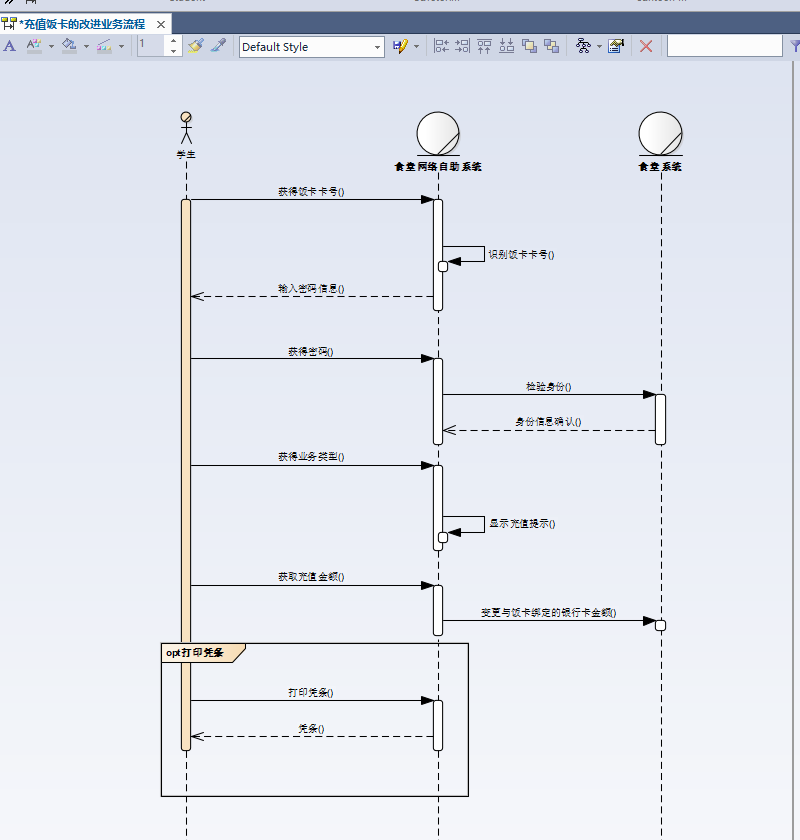 *充值饭卡的改进业务流程
1
Default Style
学生
食堂网络自助系统
食堂系统
获得饭卡卡号()
识别饭卡卡号()
输入密码信息()
获得密码()
检验身份()
身份信息确认()
获得业务类型()
显示充值提示()
获取充值金额()
变更与饭卡绑定的银行卡金额()
opt打印凭条
打印凭条()
凭条()